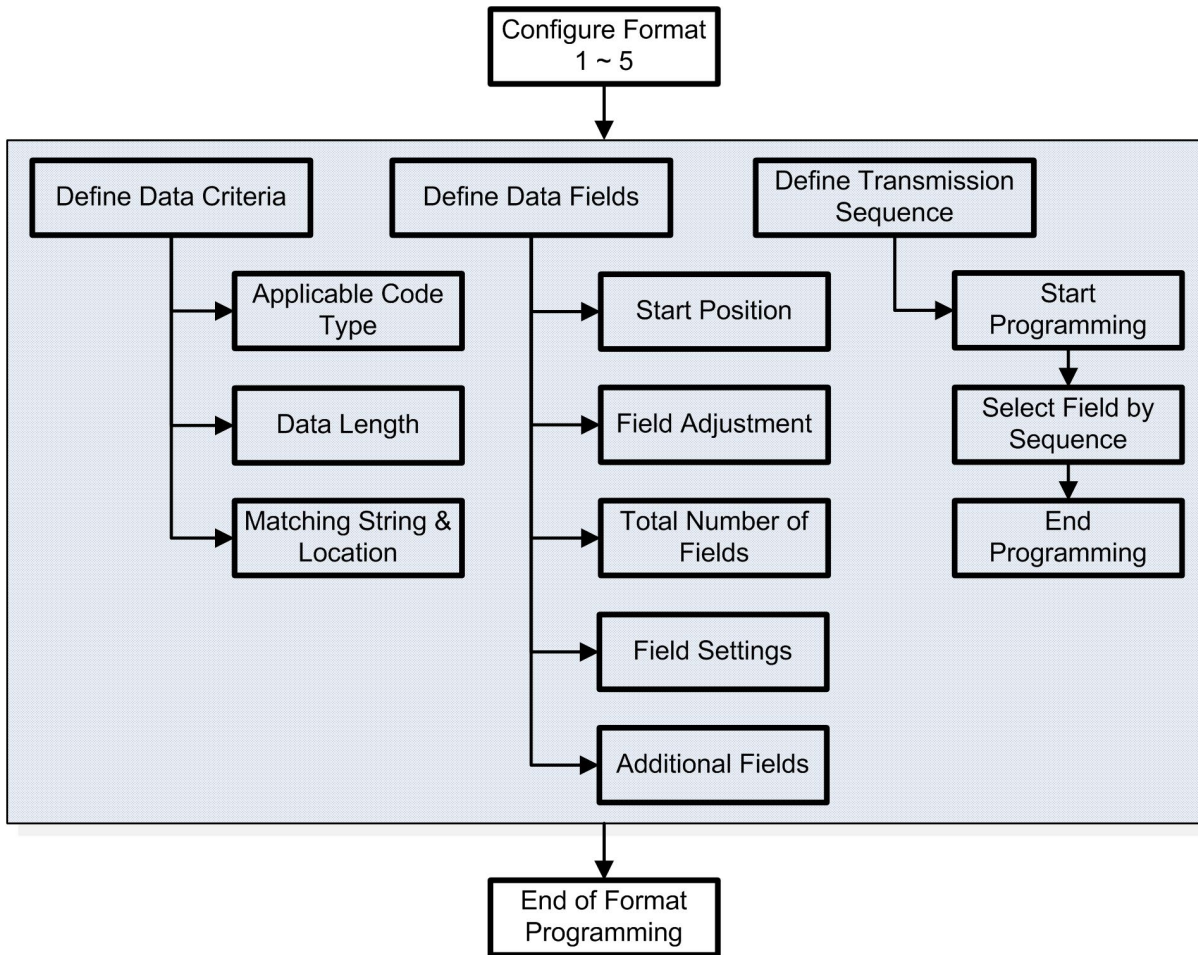 Configure Format
1 ~ 5
Define Data Criteria
Applicable Code
Type
Data Length
Matching String &
Location
Define Data Fields
Start Position
Field Adjustment
Total Number of
Fields
Field Settings
Additional Fields
Define Transmission
Sequence
Start
Programming
Select Field by
Sequence
End
Programming
End of Format
Programming